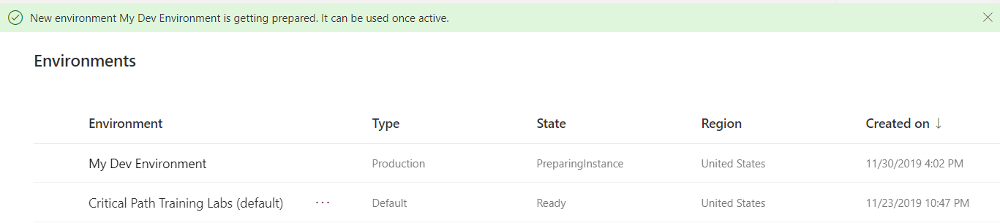 New environment My Dev Environment is getting prepared. It can be used once active.
Environments
Environment Type State Region Created on ↓
My Dev Environment Production PreparingInstance United States 11/30/2019 4:02 PM
Critical Path Training Labs (default) ··· Default Ready United States 11/23/2019 10:47 PM